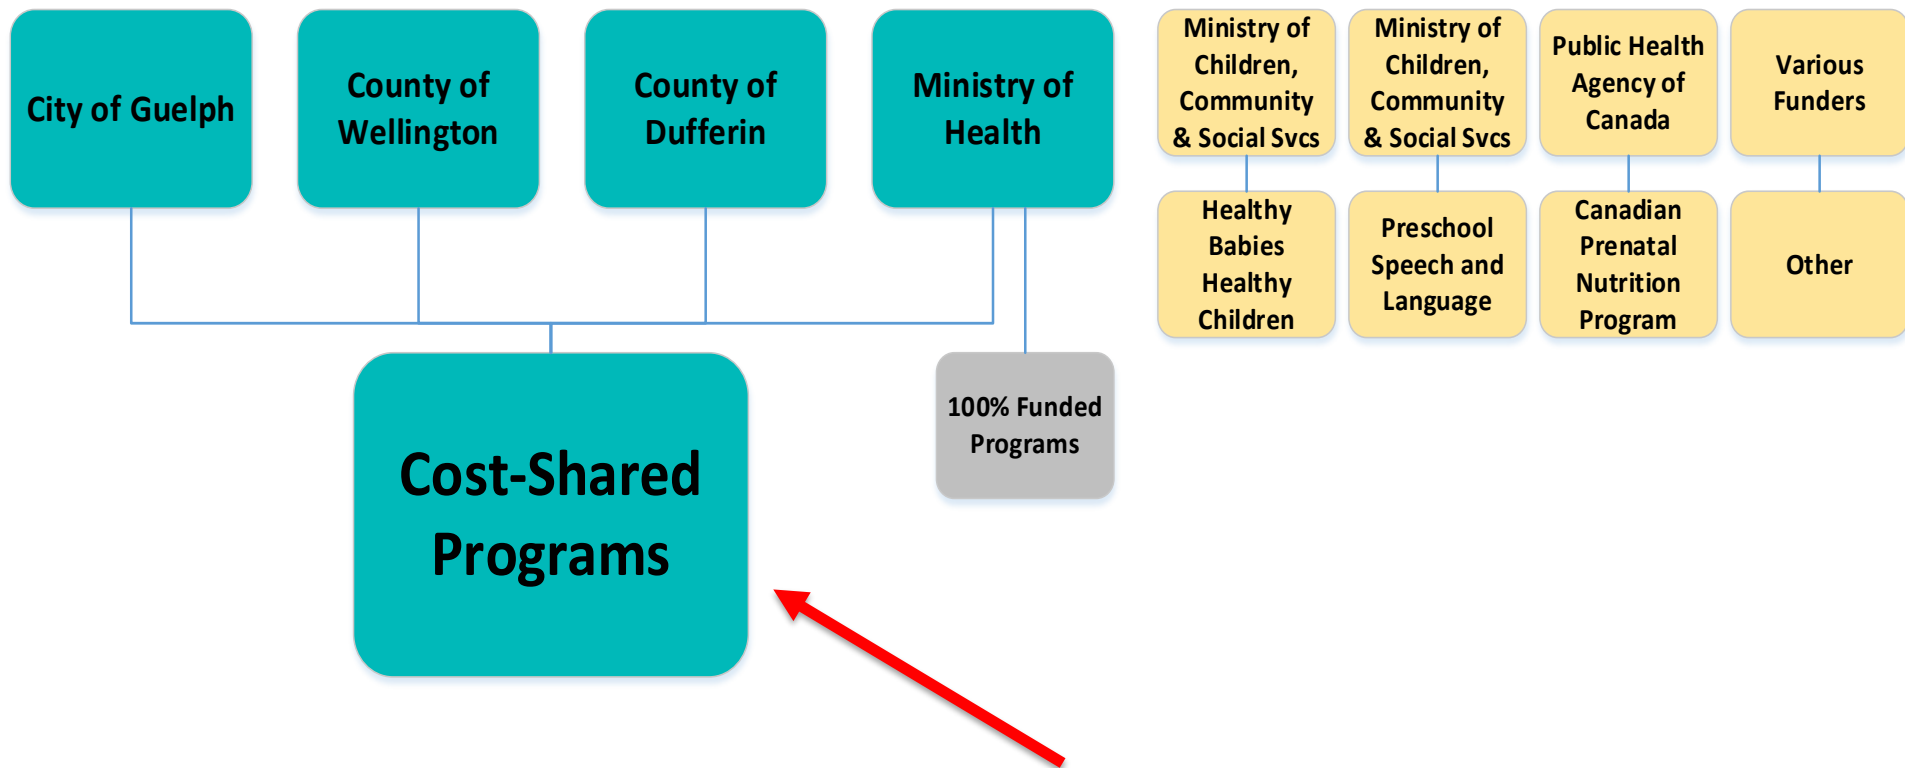 City of Guelph
County of
Wellington
County of
Dufferin
Ministry of
Health
Ministry of
Children,
Community
& Social Svcs
Ministry of
Children,
Community
& Social Svcs
Public Health
Agency of
Canada
Various
Funders
Healthy
Babies
Healthy
Children
Preschool
Speech and
Language
Canadian
Prenatal
Nutrition
Program
Other
Cost-Shared
Programs
100% Funded
Programs